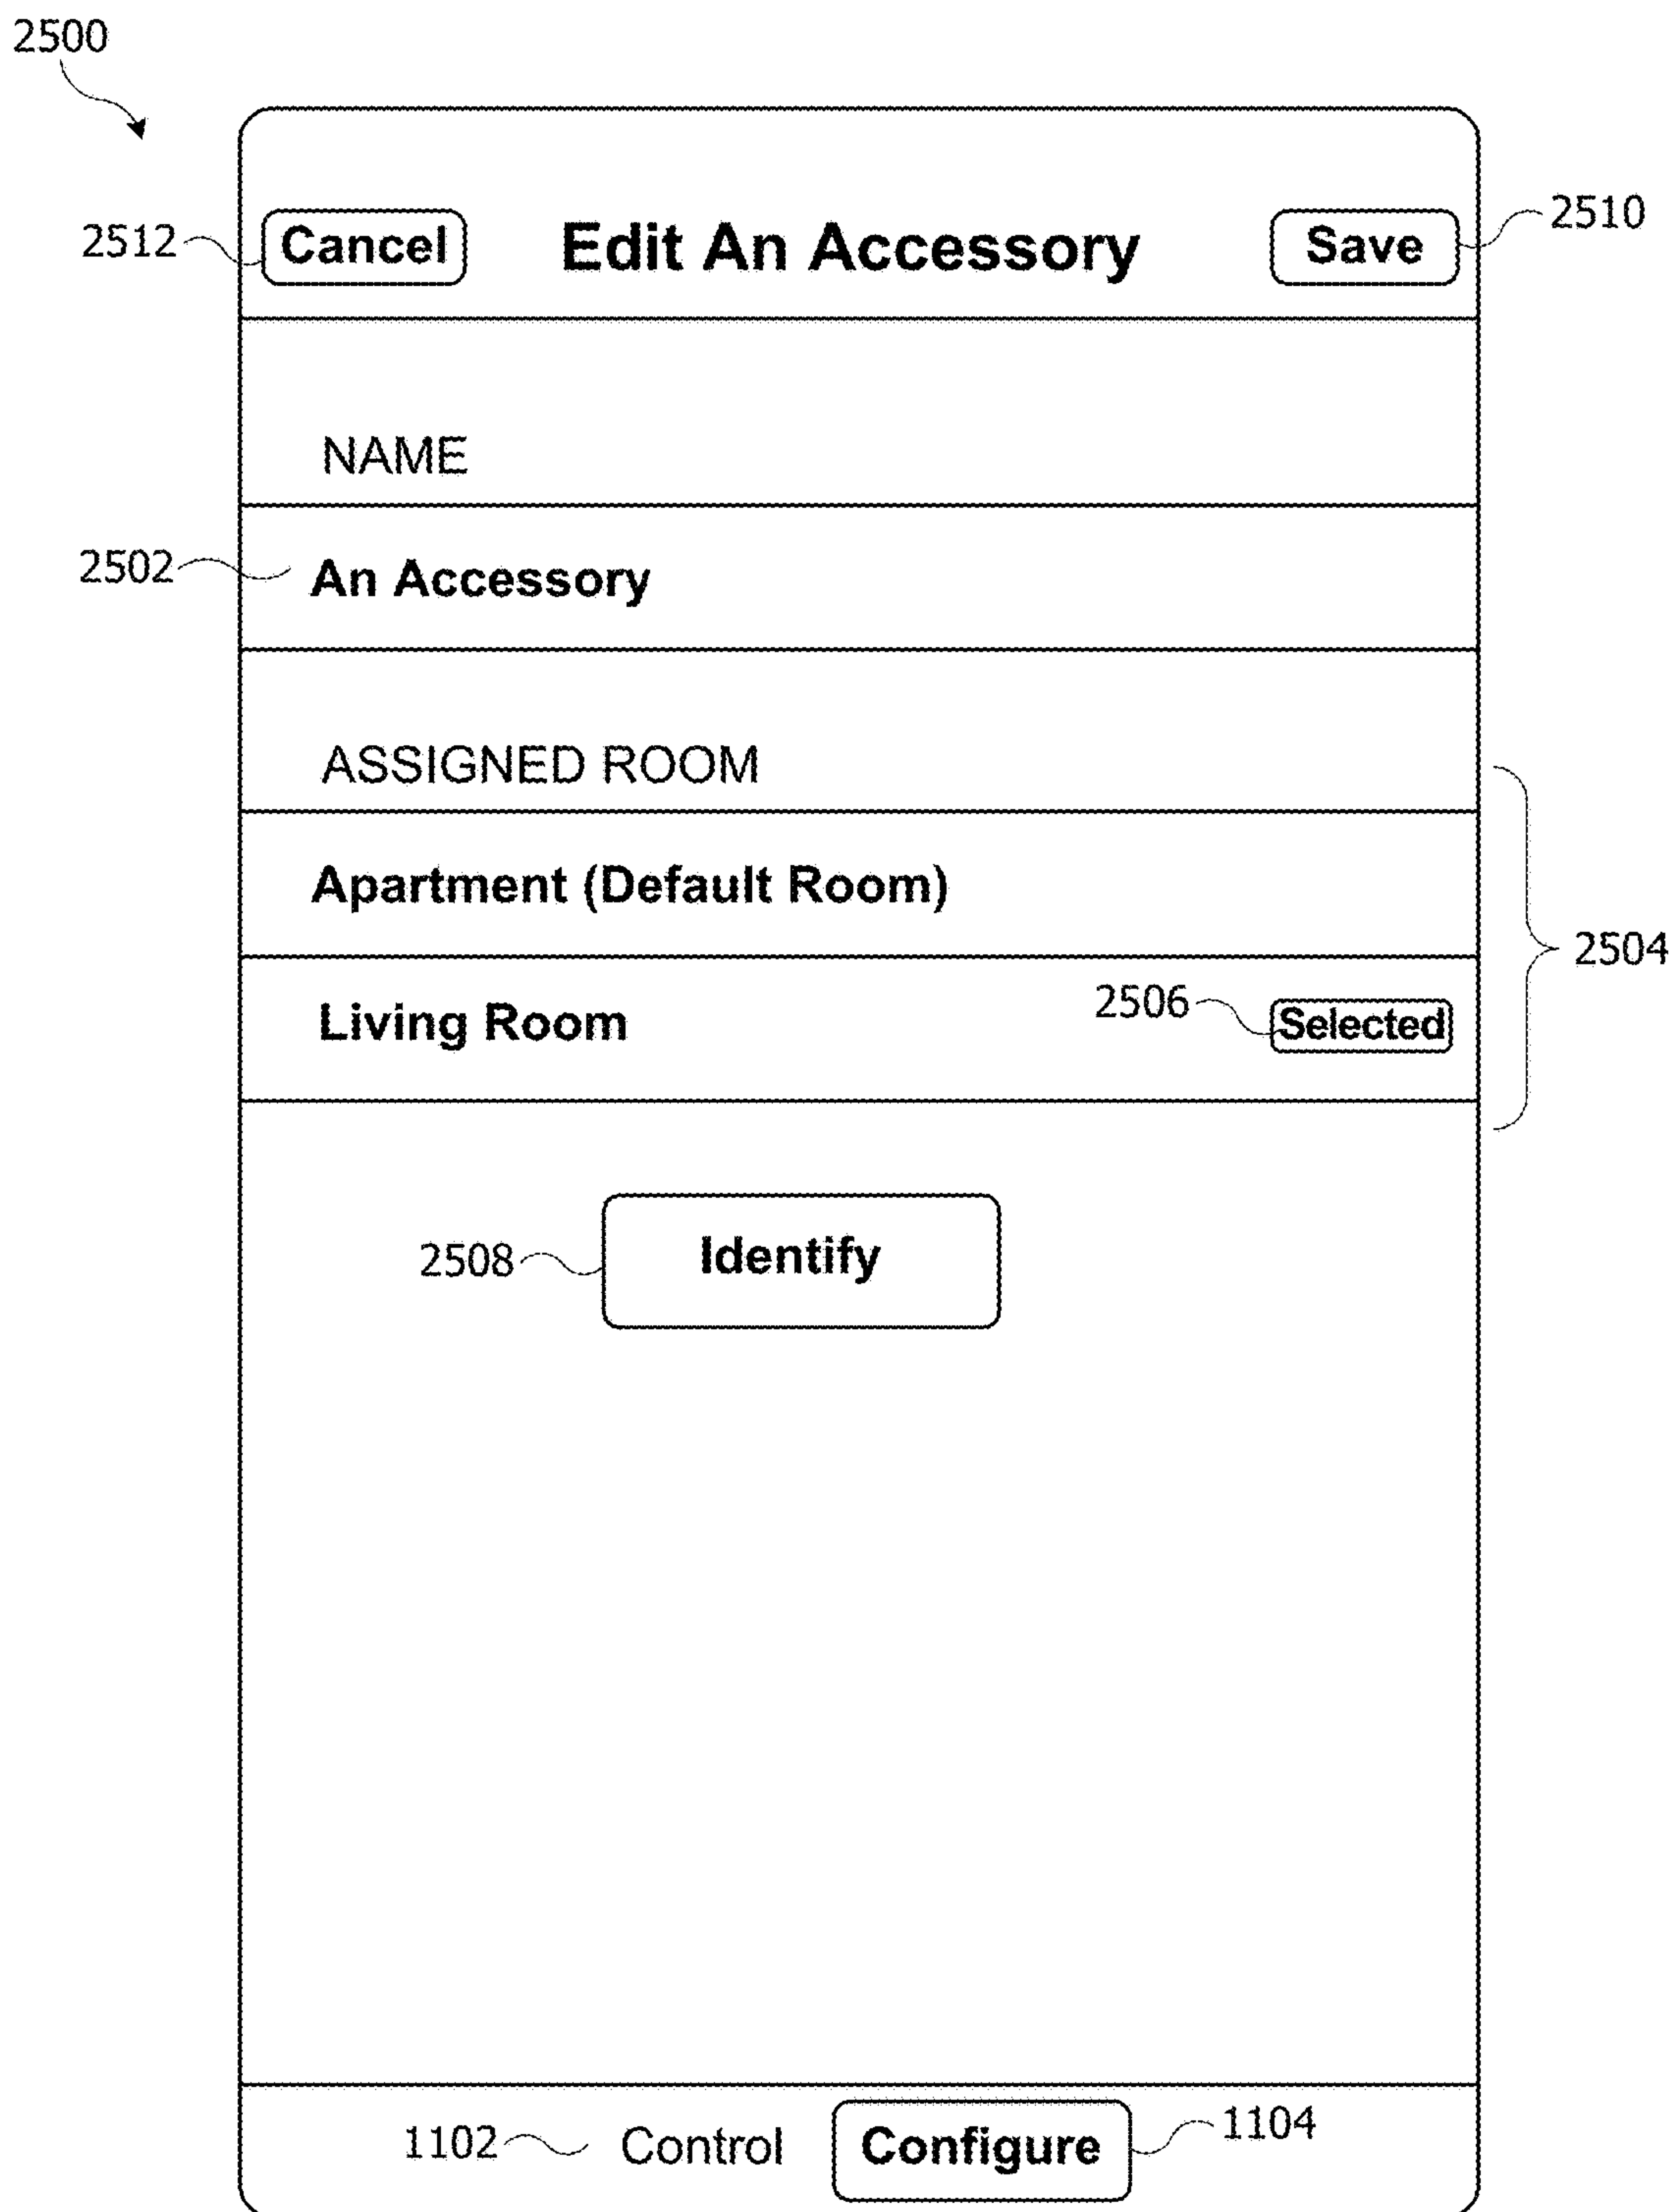 2500
2512 Cancel Edit An Accessory Save 2510
NAME
2502 An Accessory
ASSIGNED ROOM
Apartment (Default Room)
2504
Living Room 2506 Selected
2508 Identify
1102 Control Configure 1104